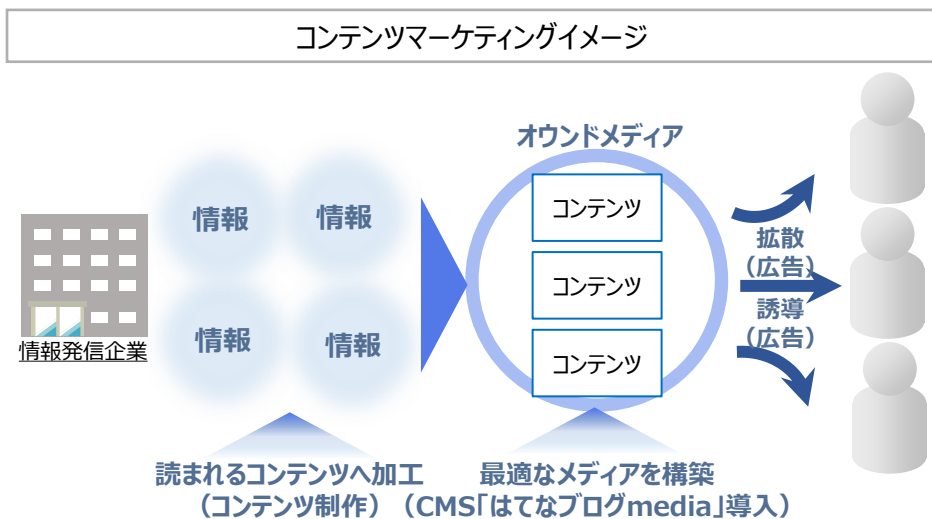 コンテンツマーケティングイメージ
オウンドメディア
情報
情報
情報
情報
情報発信企業
コンテンツ
コンテンツ
コンテンツ
拡散
（広告）
誘導
（広告）
読まれるコンテンツへ加工
（コンテンツ制作）
最適なメディアを構築
（CMS「はてなブログmedia」導入）